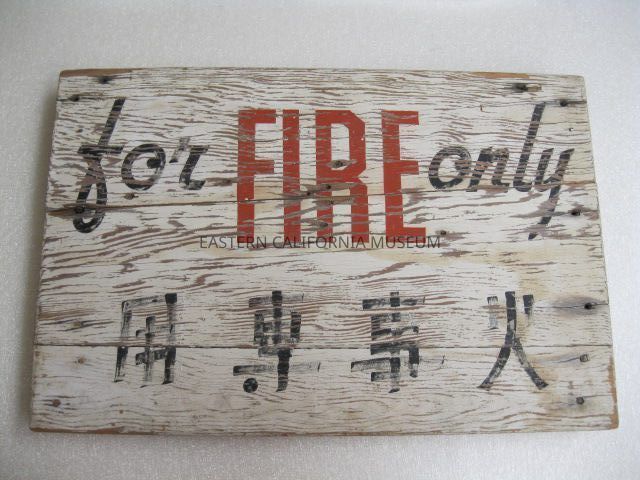 for FIRE only
EASTERN CALIFORNIA MUSEUM
火事専用